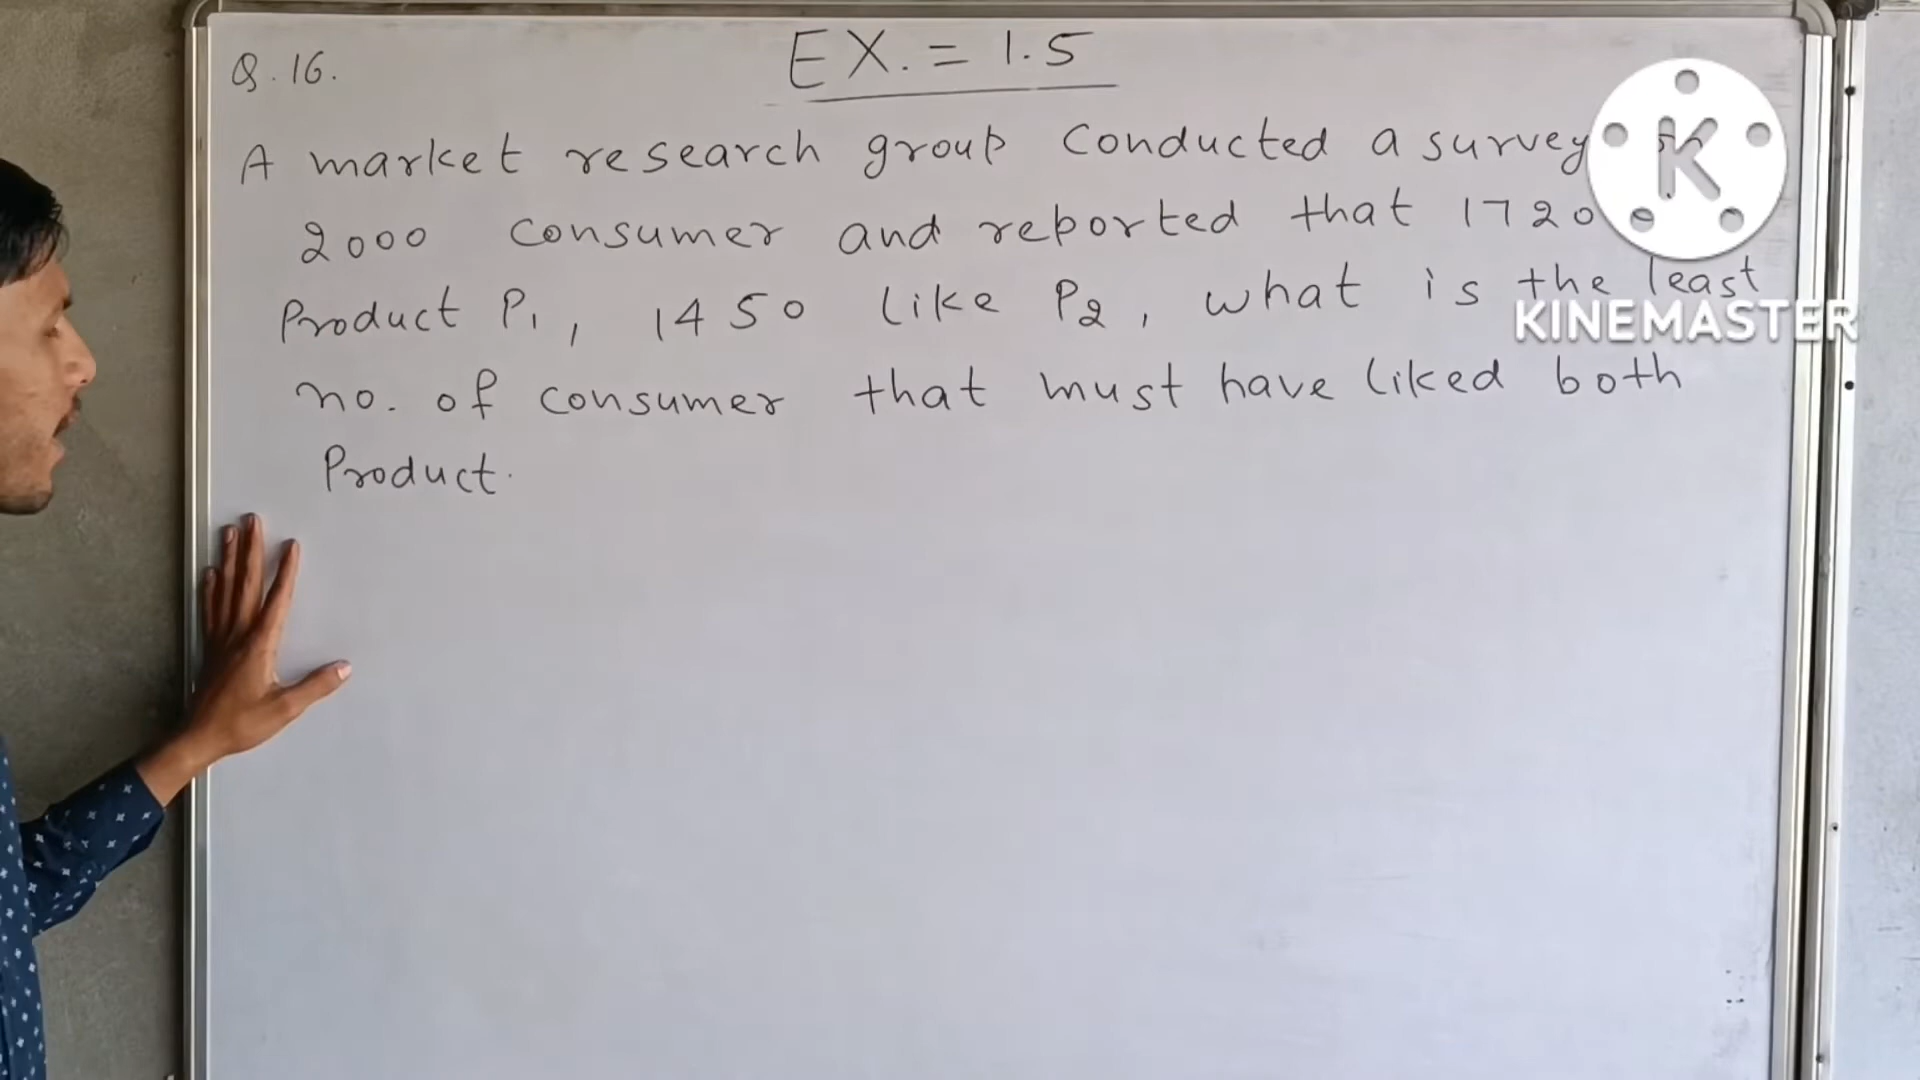 Q.16.
EX. = 1.5
A market research group conducted a survey
2000 consumer and reported that 1720
Product P₁, 1450 like P₂, what is the least
KINEMASTER
no. of consumer that must have liked both
Product.